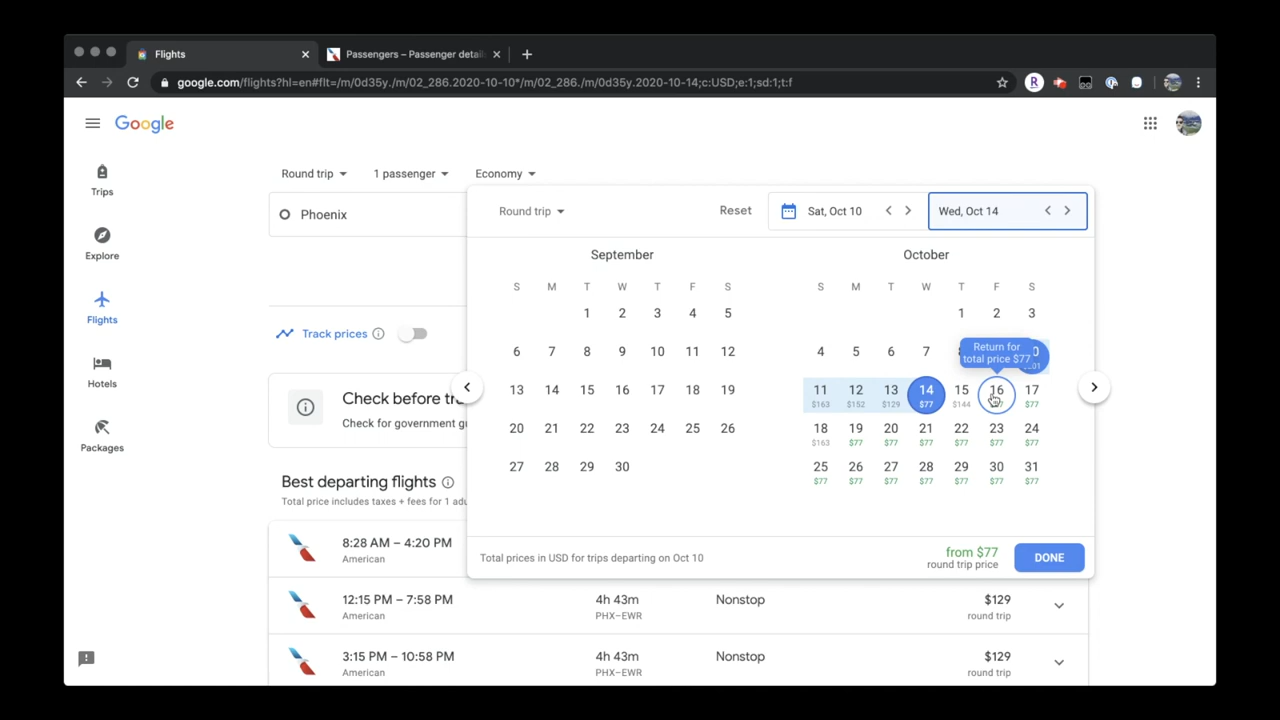 Flights
Passengers – Passenger detai
google.com/flights?hl=en#flt=/m/0d35y./m/02_286.2020-10-10*/m/02_286./m/0d35y.2020-10-14;c:USD;e:1;sd:1;t:f
R
Google
Trips
Explore
Flights
Hotels
Packages
Round trip
1 passenger
Economy
Phoenix
Track prices
Check before tra
Check for government gu
Best departing flights
Total price includes taxes + fees for 1 adu
Round trip
Reset
Sat, Oct 10
Wed, Oct 14
September
October
S M T W T F S
S M T W T F S
1 2 3 4 5
1 2 3
6 7 8 9 10 11 12
4 5 6 7
Return for
total price $77
13 14 15 16 17 18 19
11 12 13 14 15 16 17
$163 $152 $129 $77 $144 $77
20 21 22 23 24 25 26
18 19 20 21 22 23 24
$163 $77 $77 $77 $77 $77 $77
27 28 29 30
25 26 27 28 29 30 31
$77 $77 $77 $77 $77 $77 $77
Total prices in USD for trips departing on Oct 10
from $77
round trip price
DONE
8:28 AM – 4:20 PM
American
12:15 PM – 7:58 PM
American
4h 43m
PHX–EWR
Nonstop
$129
round trip
3:15 PM – 10:58 PM
American
4h 43m
PHX–EWR
Nonstop
$129
round trip